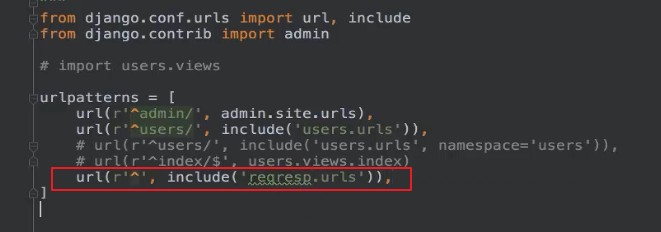 from django.conf.urls import url, include
from django.contrib import admin
# import users.views
urlpatterns = [
url(r'^admin/', admin.site.urls),
url(r'^users/', include('users.urls')),
# url(r'^users/', include('users.urls', namespace='users')),
# url(r'^index/$', users.views.index)
url(r'^', include('reqresp.urls')),
]